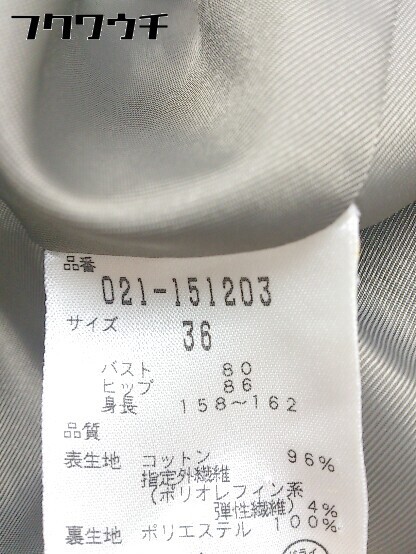 フクワウチ
品番
021-151203
サイズ
36
バスト 80
ヒップ 86
身長 158～162
品質
表生地 コットン 96%
指定外繊維
(ポリオレフィン系
弾性繊維) 4%
裏生地 ポリエステル 100%